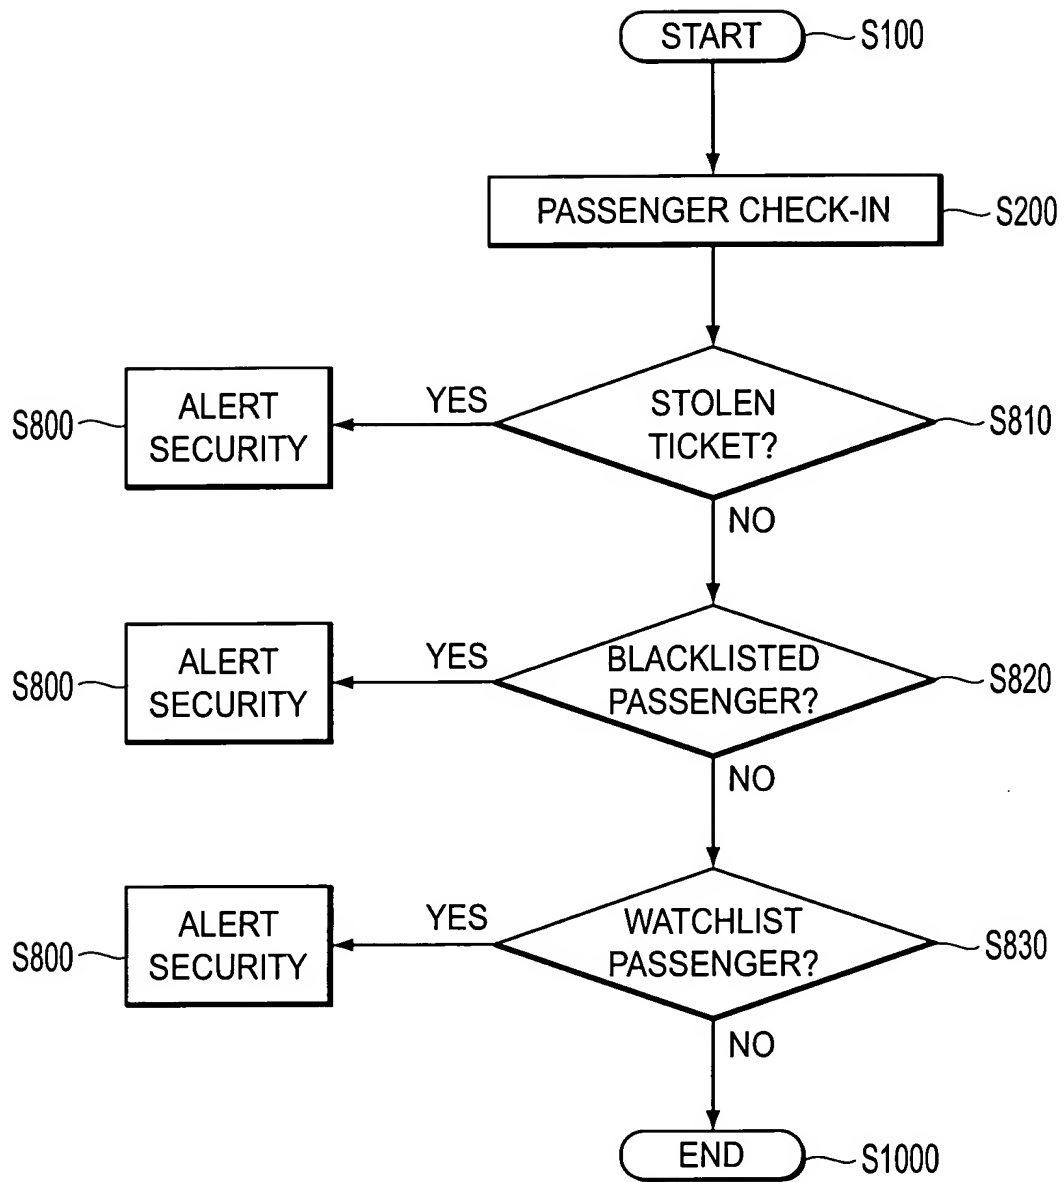 START
S100
PASSENGER CHECK-IN
S200
STOLEN
TICKET?
S810
YES
ALERT
SECURITY
S800
NO
BLACKLISTED
PASSENGER?
S820
YES
ALERT
SECURITY
S800
NO
WATCHLIST
PASSENGER?
S830
YES
ALERT
SECURITY
S800
NO
END
S1000